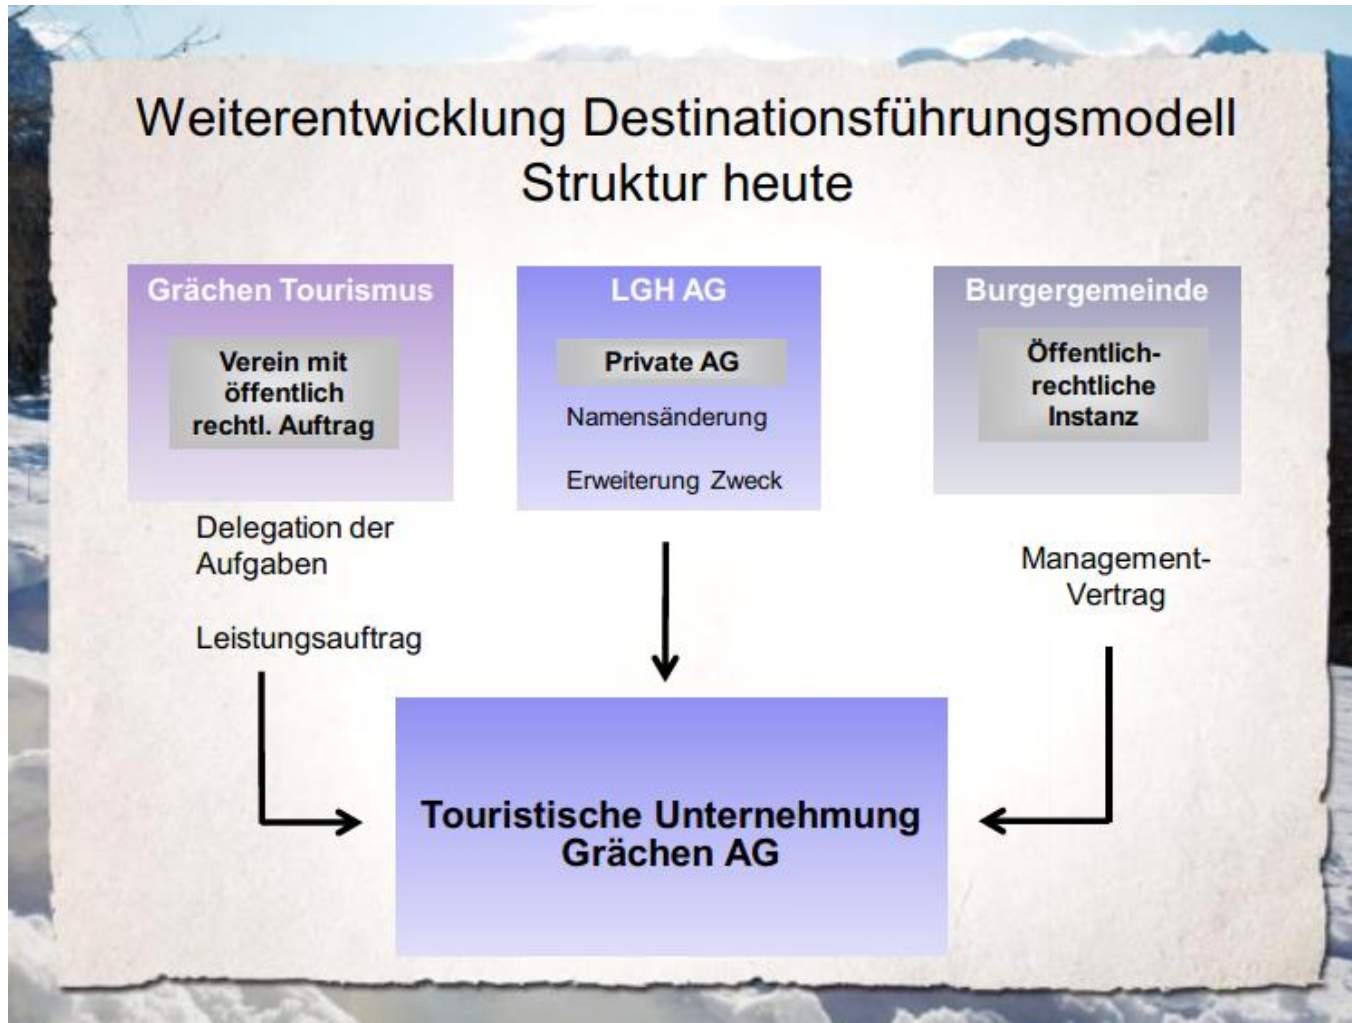 Weiterentwicklung Destinationsführungsmodell
Struktur heute
Grächen Tourismus
Verein mit
öffentlich
rechtl. Auftrag
Delegation der
Aufgaben
Leistungsauftrag
LGH AG
Private AG
Namensänderung
Erweiterung Zweck
Burgergemeinde
Öffentlich-
rechtliche
Instanz
Management-
Vertrag
Touristische Unternehmung
Grächen AG